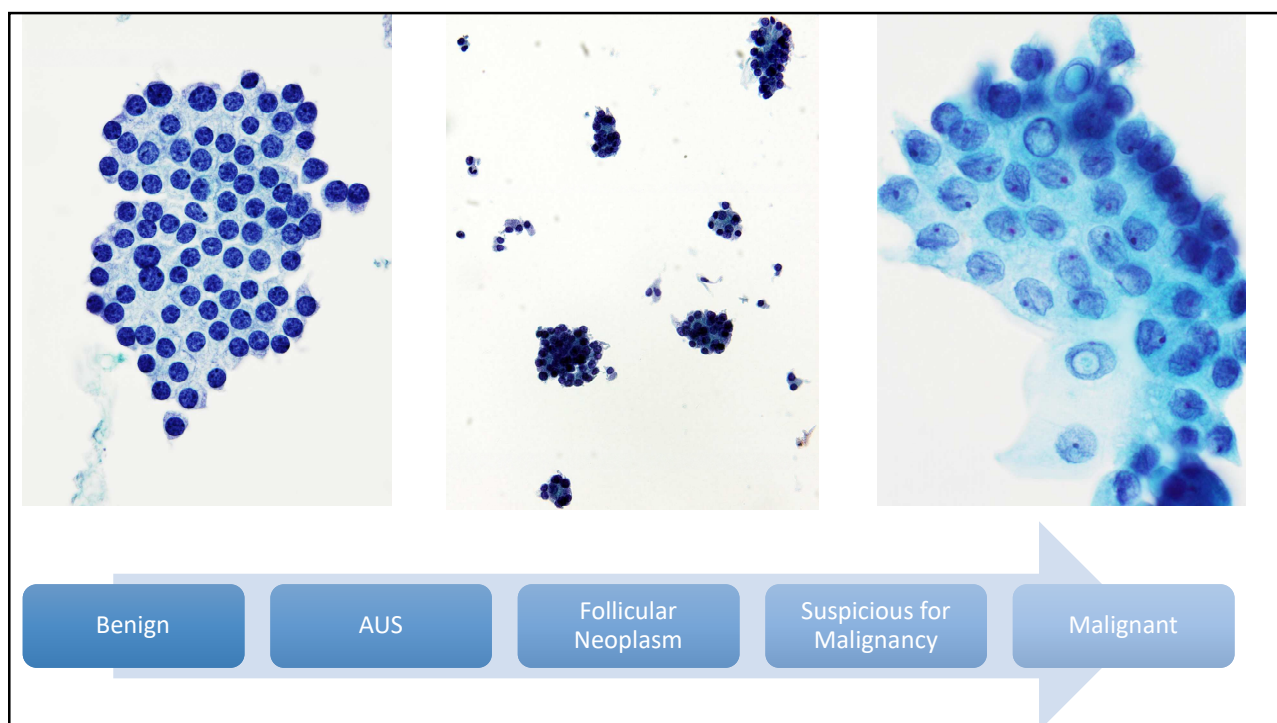 Benign
AUS
Follicular
Neoplasm
Suspicious for
Malignancy
Malignant